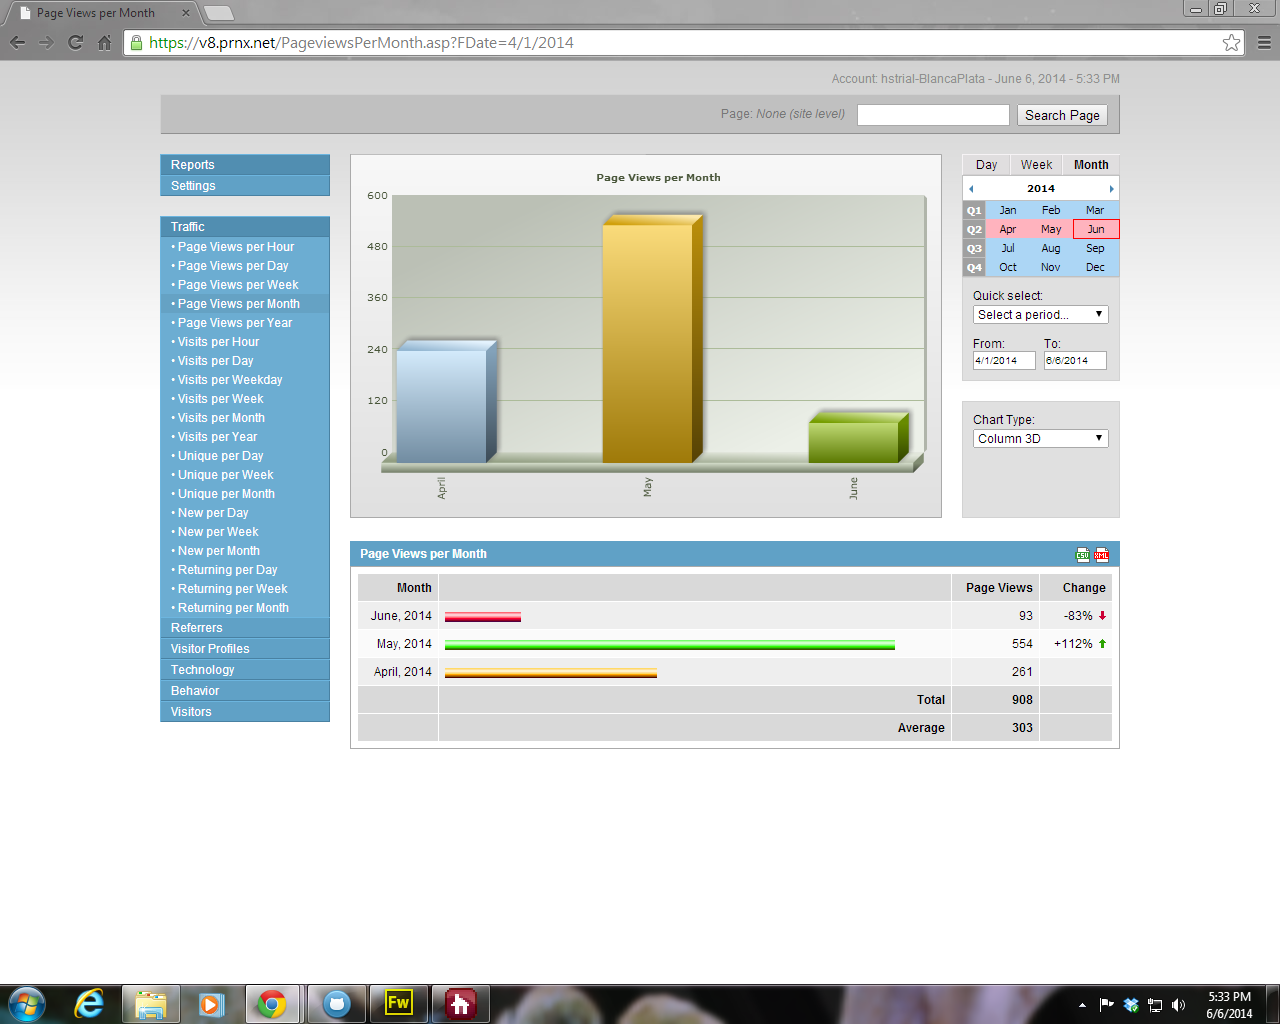 Page Views per Month
https://v8.prnx.net/PageviewsPerMonth.asp?FDate=4/1/2014
Account: hstrial-BlancaPlata - June 6, 2014 - 5:33 PM
Page: None (site level)
Search Page
Reports
Settings
Traffic
• Page Views per Hour
• Page Views per Day
• Page Views per Week
• Page Views per Month
• Page Views per Year
• Visits per Hour
• Visits per Day
• Visits per Weekday
• Visits per Week
• Visits per Month
• Visits per Year
• Unique per Day
• Unique per Week
• Unique per Month
• New per Day
• New per Week
• New per Month
• Returning per Day
• Returning per Week
• Returning per Month
Referrers
Visitor Profiles
Technology
Behavior
Visitors
Page Views per Month
600
480
360
240
120
0
April
May
June
Day Week Month
2014
Q1 Jan Feb Mar
Q2 Apr May Jun
Q3 Jul Aug Sep
Q4 Oct Nov Dec
Quick select:
Select a period...
From: To:
4/1/2014 6/6/2014
Chart Type:
Column 3D
Page Views per Month
CSV XML
Month Page Views Change
June, 2014 93 -83%
May, 2014 554 +112%
April, 2014 261
Total 908
Average 303
Fw
5:33 PM
6/6/2014